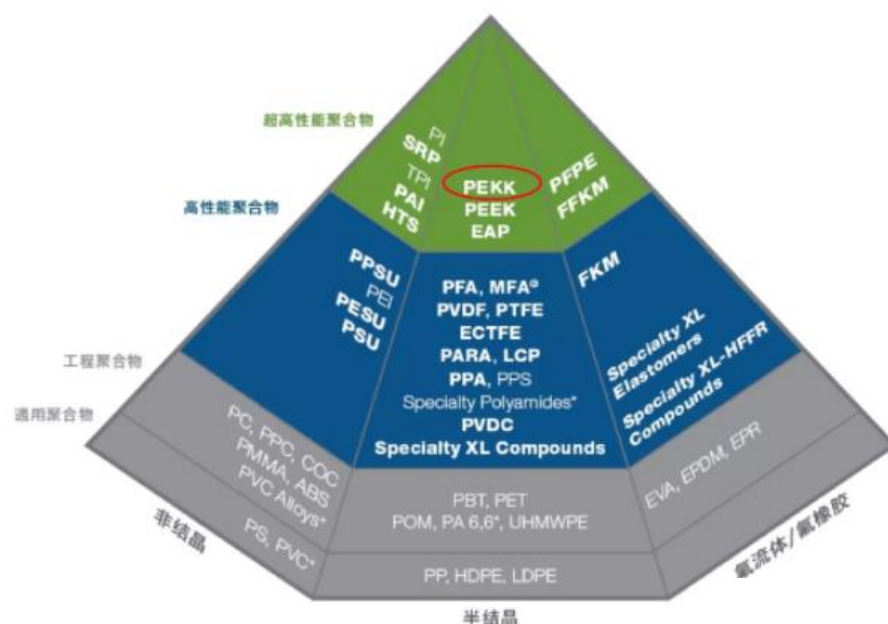 超高性能聚合物
高性能聚合物
工程聚合物
通用聚合物
PI
SRP
TPI
PAI
HTS
PEKK
PEEK
EAP
PFPE
FFKM
PPSU
PEI
PESU
PSU
PFA, MFA®
PVDF, PTFE
ECTFE
PARA, LCP
PPA, PPS
Specialty Polyamides*
PVDC
Specialty XL Compounds
FKM
Specialty XL
Elastomers
Specialty XL-HFFR
Compounds
PC, PPC, COC
PMMA, ABS
PVC Alloys*
PBT, PET
POM, PA 6,6*, UHMWPE
EVA, EPDM, EPR
PS, PVC*
PP, HDPE, LDPE
非结晶
半结晶
氟流体/氟橡胶